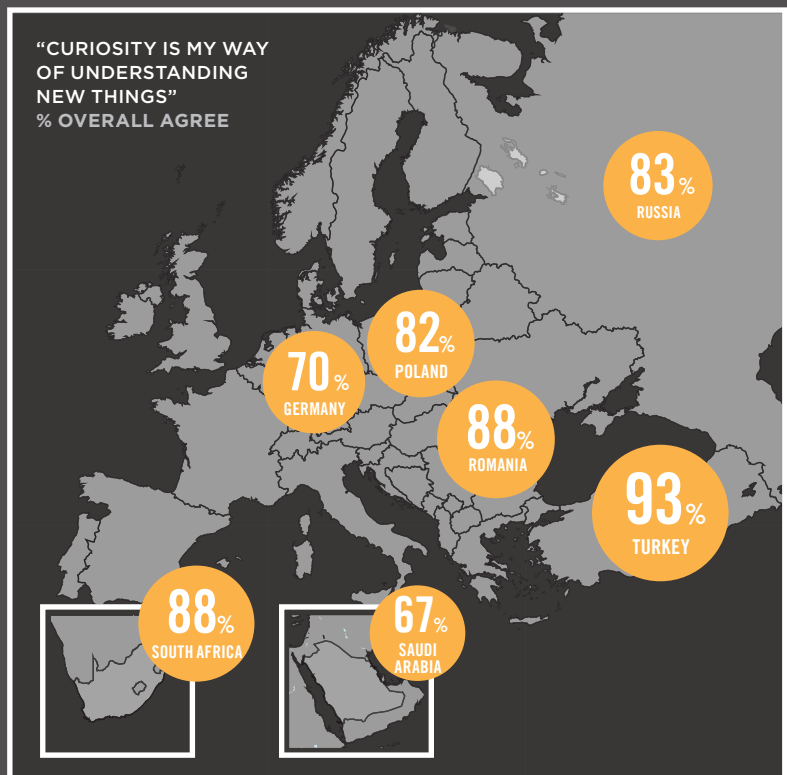 “CURIOSITY IS MY WAY
OF UNDERSTANDING
NEW THINGS”
% OVERALL AGREE
83%
RUSSIA
82%
POLAND
70%
GERMANY
88%
ROMANIA
93%
TURKEY
88%
SOUTH AFRICA
67%
SAUDI
ARABIA